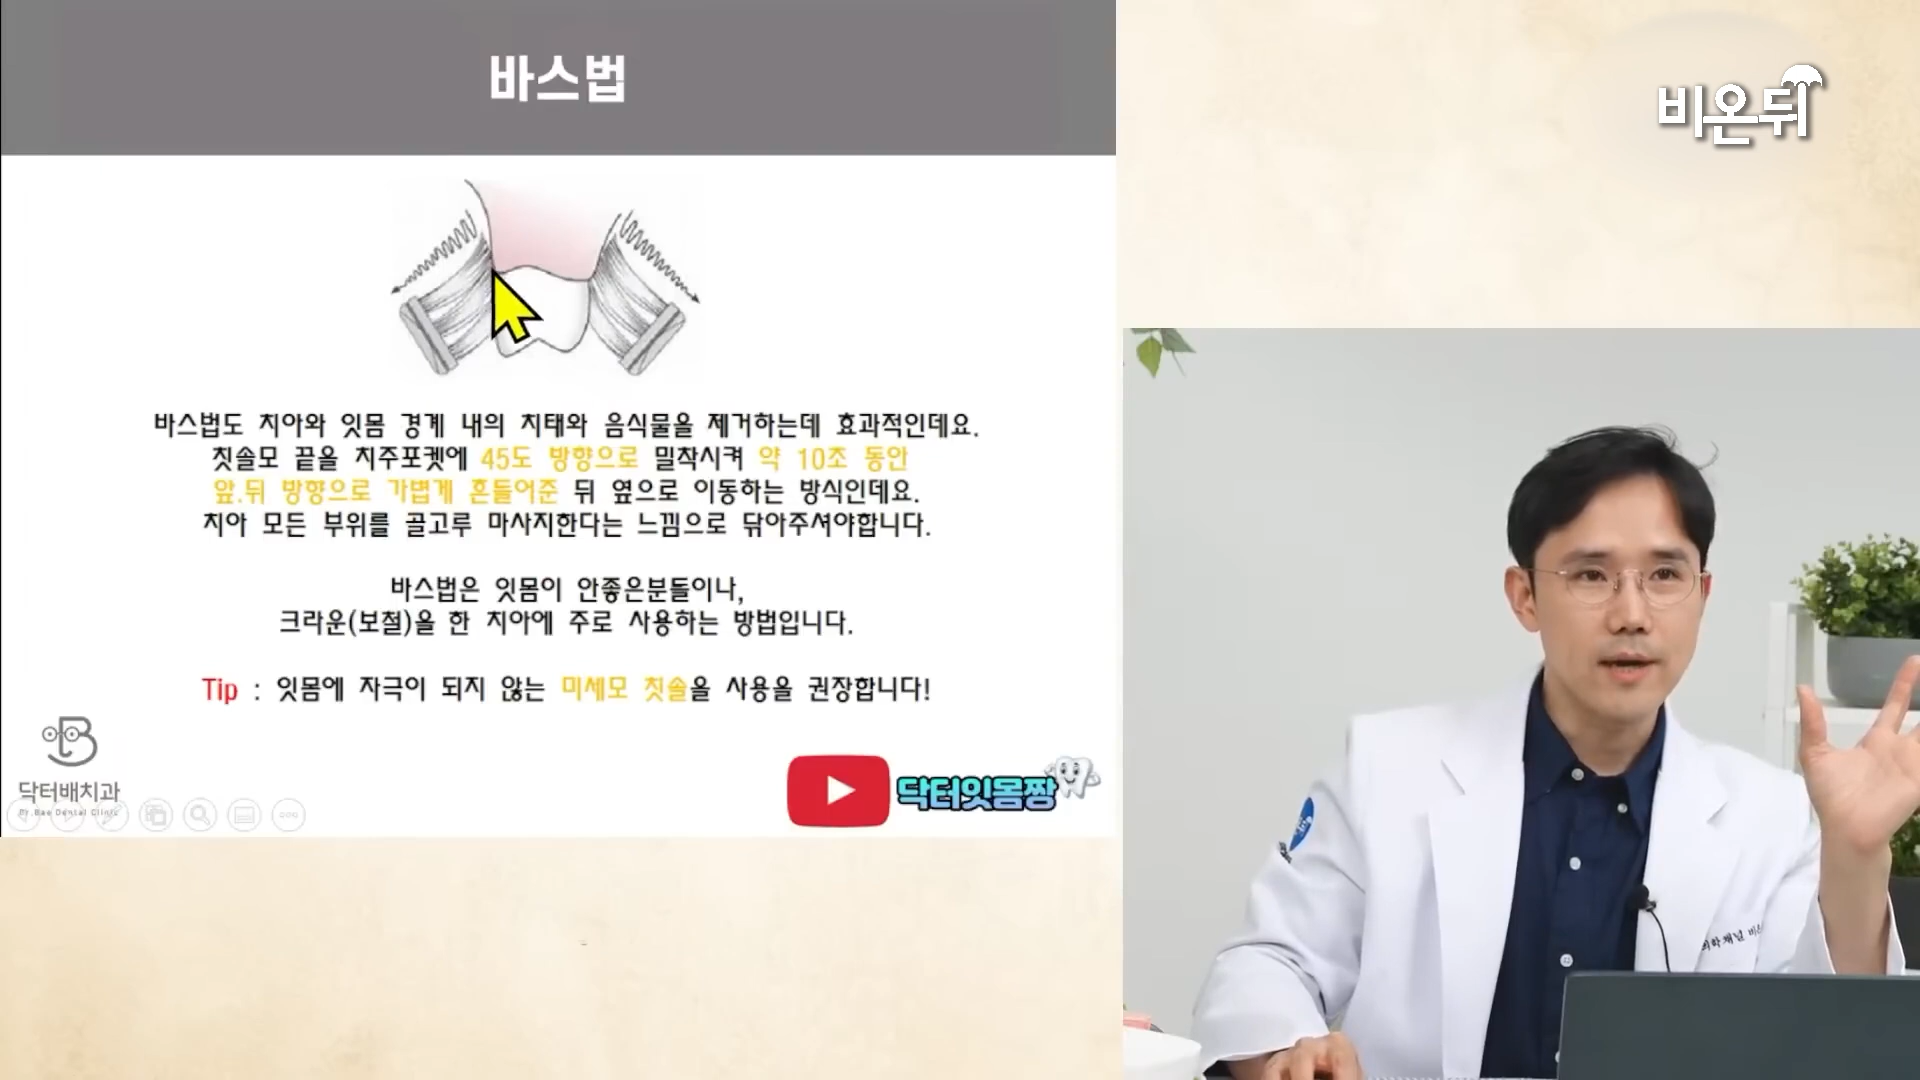 바스법
비온뒤
바스법도 치아와 잇몸 경계 내의 치태와 음식물을 제거하는데 효과적인데요.
칫솔모 끝을 치주포켓에 45도 방향으로 밀착시켜 약 10초 동안
앞.뒤 방향으로 가볍게 흔들어준 뒤 옆으로 이동하는 방식인데요.
치아 모든 부위를 골고루 마사지한다는 느낌으로 닦아주셔야합니다.
바스법은 잇몸이 안좋은분들이나,
크라운(보철)을 한 치아에 주로 사용하는 방법입니다.
Tip : 잇몸에 자극이 되지 않는 미세모 칫솔을 사용을 권장합니다!
닥터배치과
Dr.Bae Dental Clinic
닥터잇몸짱
의학채널